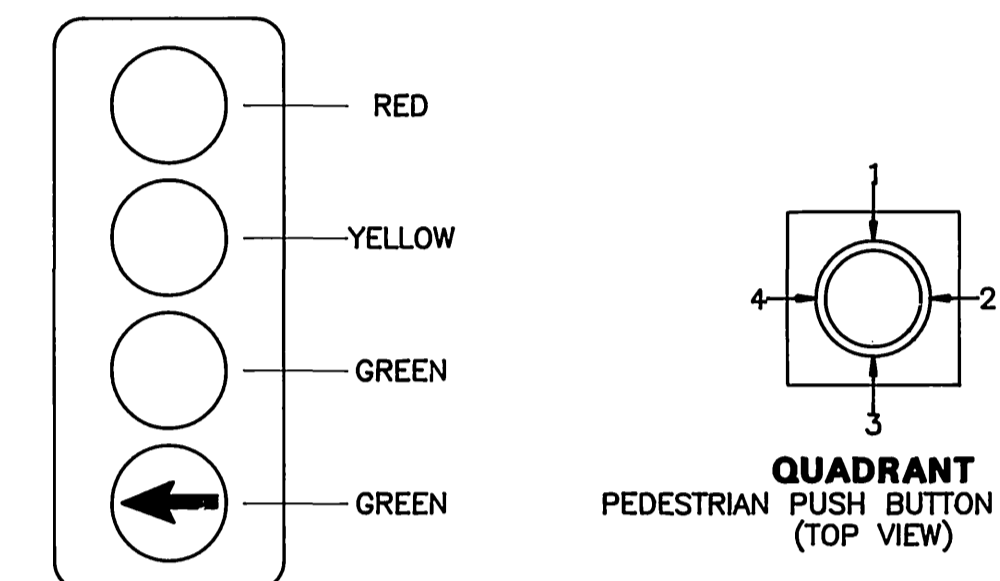 RED
YELLOW
GREEN
GREEN
1
4
2
3
QUADRANT
PEDESTRIAN PUSH BUTTON
(TOP VIEW)